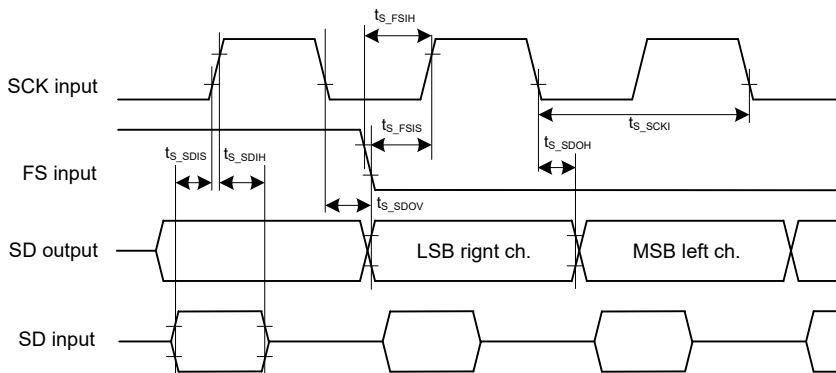 t_S_FSIH
SCK input
t_S_FSIS
t_S_SCKI
t_S_SDIS
t_S_SDIH
t_S_SDOH
FS input
t_S_SDOV
SD output
LSB rignt ch.
MSB left ch.
SD input